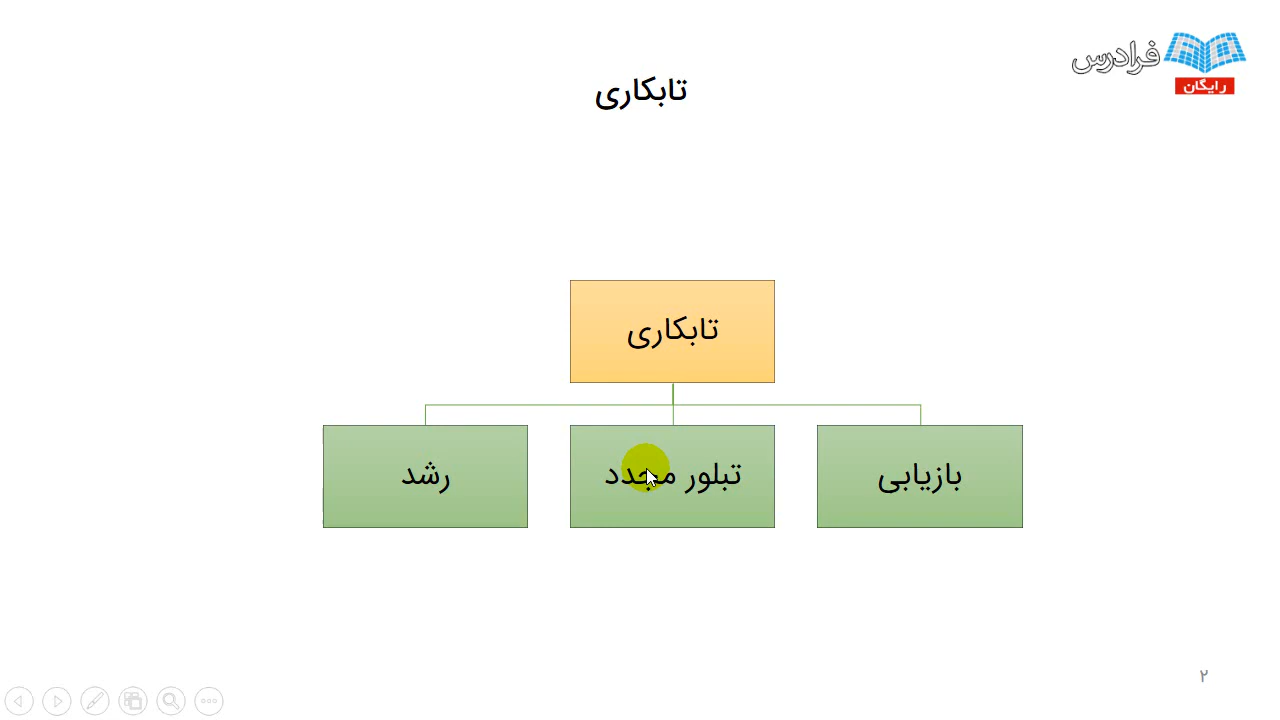 فرادرس
رایگان
تابکاری
تابکاری
بازیابی
تبلور مجدد
رشد
۲